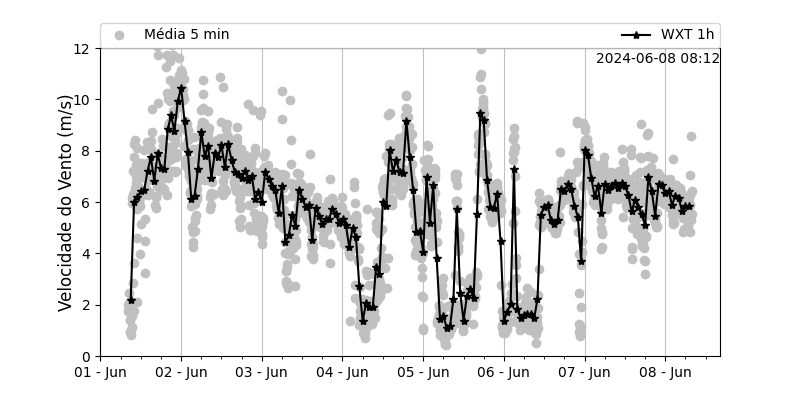 Média 5 min
WXT 1h
2024-06-08 08:12
Velocidade do Vento (m/s)
12
10
8
6
4
2
0
01 - Jun
02 - Jun
03 - Jun
04 - Jun
05 - Jun
06 - Jun
07 - Jun
08 - Jun